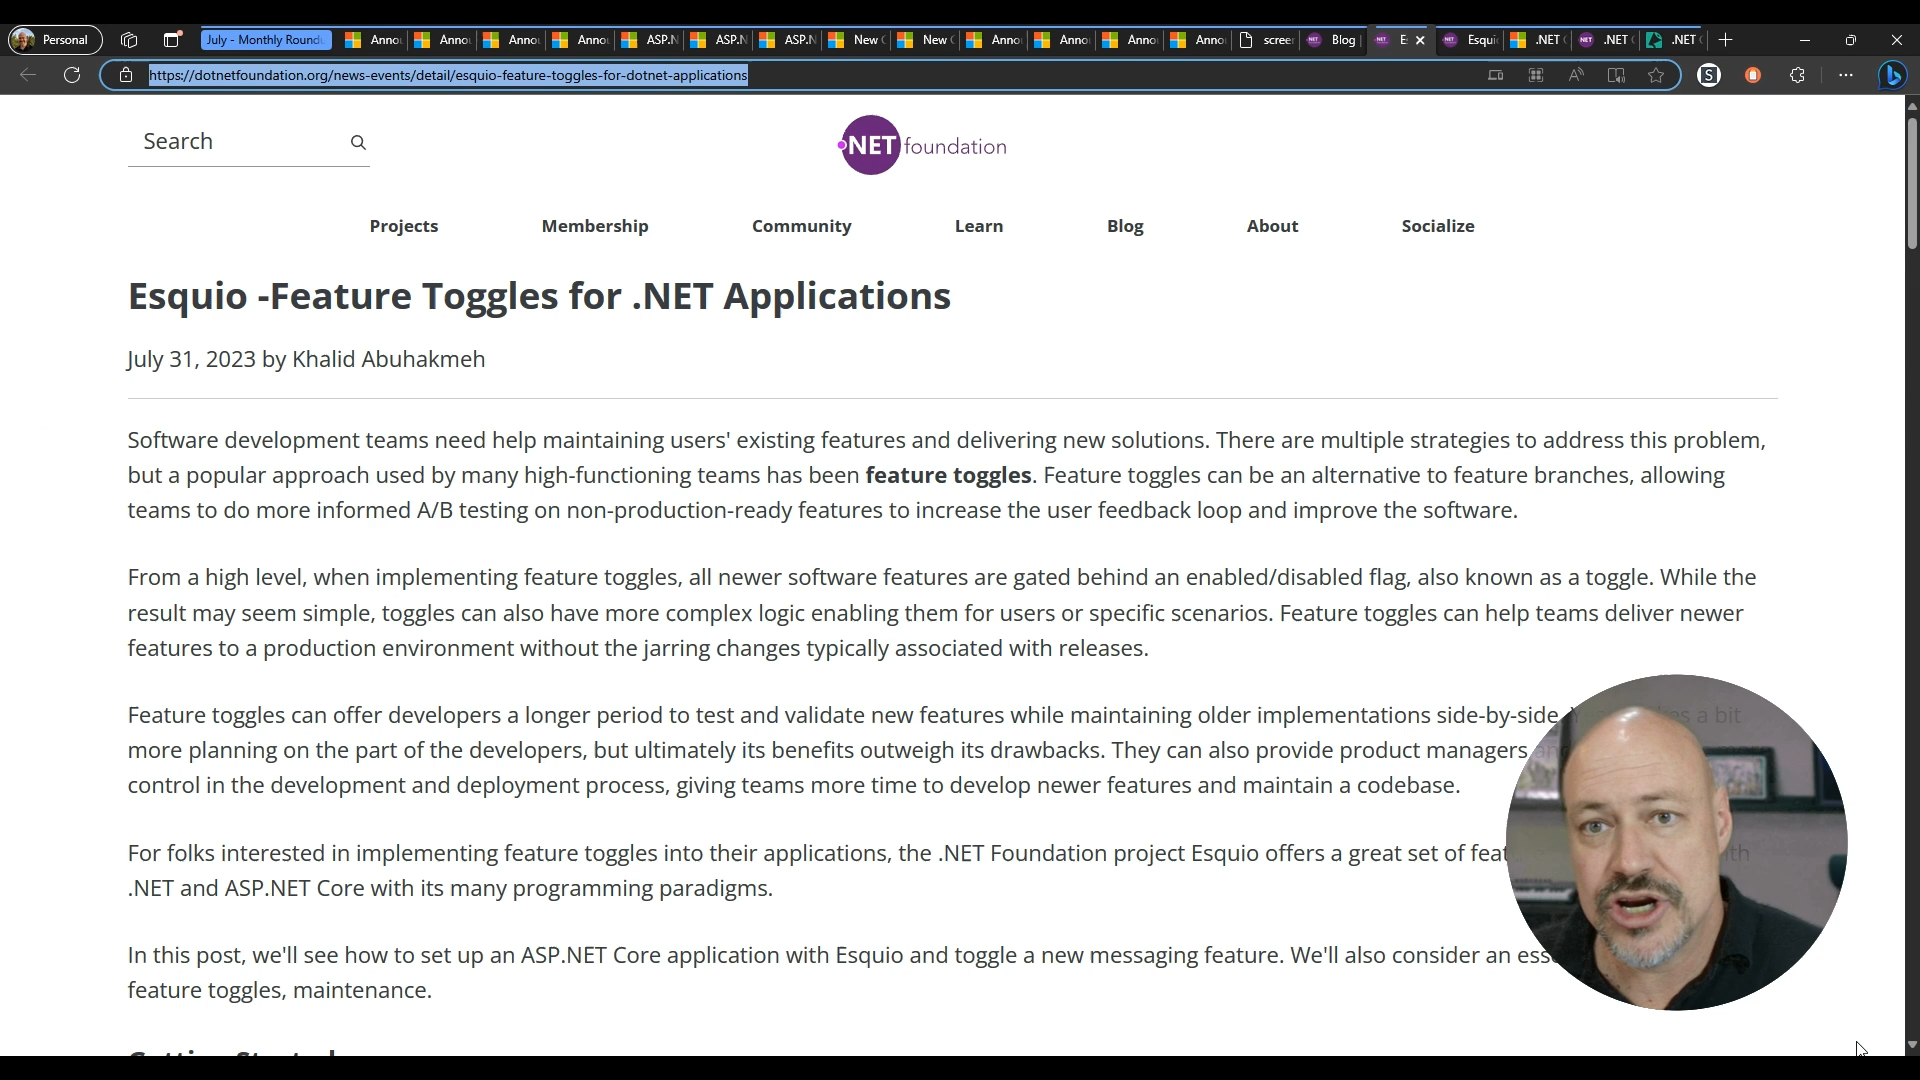 Personal
July - Monthly Round
Anno
Anno
Anno
Anno
ASP.N
ASP.N
ASP.N
New C
New C
Anno
Anno
Anno
Anno
scree
Blog |
E
Esqui
.NET
.NET
.NET
https://dotnetfoundation.org/news-events/detail/esquio-feature-toggles-for-dotnet-applications
Search
.NET foundation
Projects
Membership
Community
Learn
Blog
About
Socialize
Esquio -Feature Toggles for .NET Applications
July 31, 2023 by Khalid Abuhakmeh
Software development teams need help maintaining users' existing features and delivering new solutions. There are multiple strategies to address this problem,
but a popular approach used by many high-functioning teams has been feature toggles. Feature toggles can be an alternative to feature branches, allowing
teams to do more informed A/B testing on non-production-ready features to increase the user feedback loop and improve the software.
From a high level, when implementing feature toggles, all newer software features are gated behind an enabled/disabled flag, also known as a toggle. While the
result may seem simple, toggles can also have more complex logic enabling them for users or specific scenarios. Feature toggles can help teams deliver newer
features to a production environment without the jarring changes typically associated with releases.
Feature toggles can offer developers a longer period to test and validate new features while maintaining older implementations side-by-side. a bit
more planning on the part of the developers, but ultimately its benefits outweigh its drawbacks. They can also provide product managers
control in the development and deployment process, giving teams more time to develop newer features and maintain a codebase.
For folks interested in implementing feature toggles into their applications, the .NET Foundation project Esquio offers a great set of
.NET and ASP.NET Core with its many programming paradigms.
In this post, we'll see how to set up an ASP.NET Core application with Esquio and toggle a new messaging feature. We'll also consider an
feature toggles, maintenance.